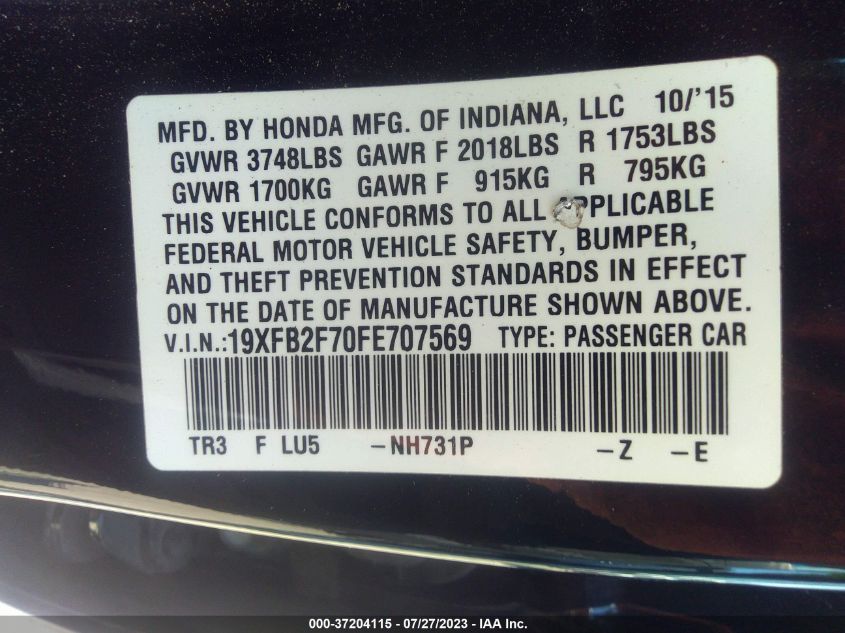 MFD. BY HONDA MFG. OF INDIANA, LLC 10/'15
GVWR 3748LBS GAWR F 2018LBS R 1753LBS
GVWR 1700KG GAWR F 915KG R 795KG
THIS VEHICLE CONFORMS TO ALL APPLICABLE
FEDERAL MOTOR VEHICLE SAFETY, BUMPER,
AND THEFT PREVENTION STANDARDS IN EFFECT
ON THE DATE OF MANUFACTURE SHOWN ABOVE.
V.I.N.:19XFB2F70FE707569 TYPE: PASSENGER CAR
TR3 F LU5 -NH731P -Z -E
000-37204115 - 07/27/2023 - IAA Inc.